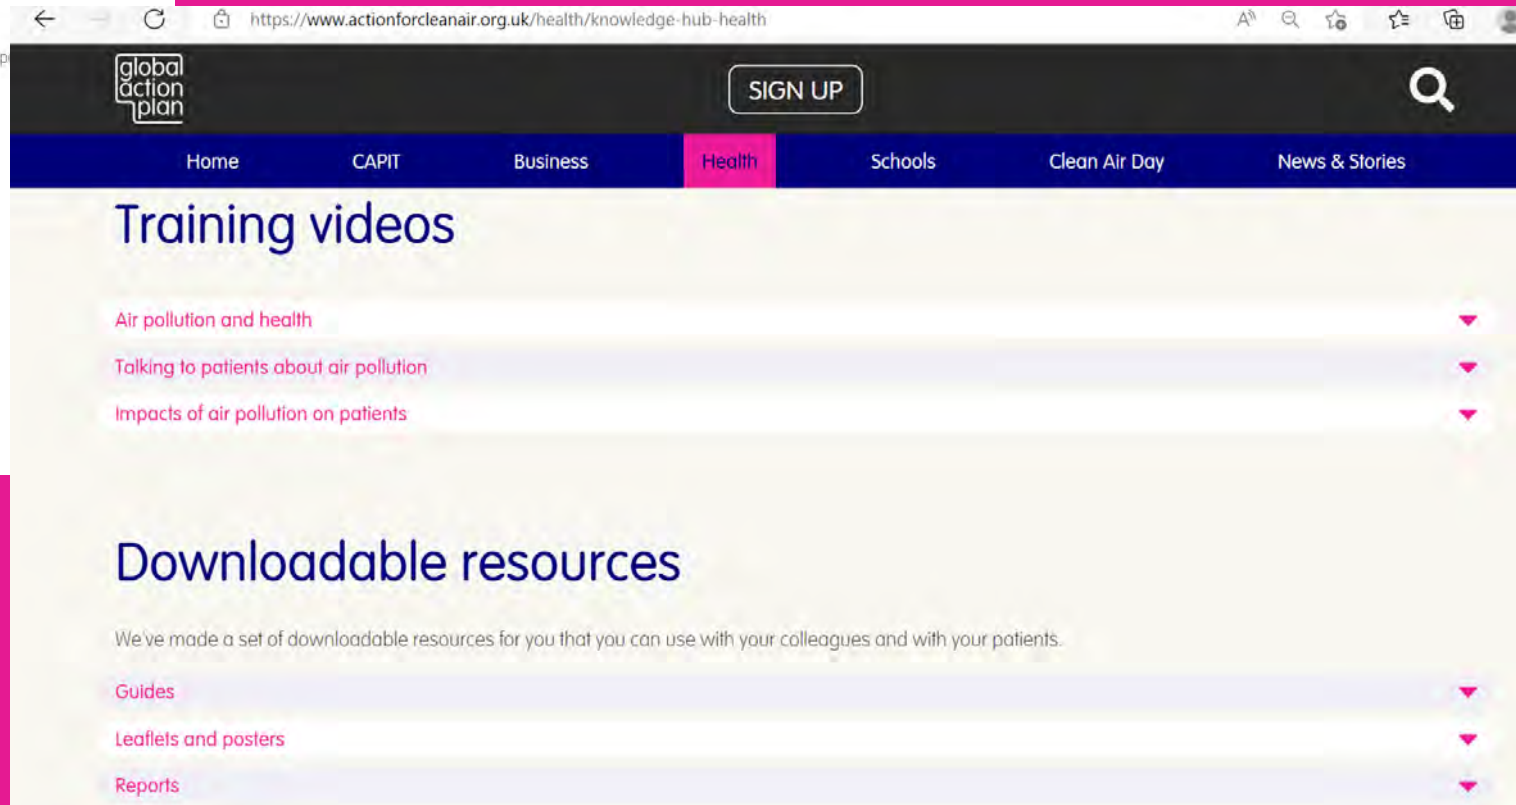 https://www.actionforcleanair.org.uk/health/knowledge-hub-health
global
action
plan
SIGN UP
Home CAPIT Business Health Schools Clean Air Day News & Stories
Training videos
Air pollution and health
Talking to patients about air pollution
Impacts of air pollution on patients
Downloadable resources
We've made a set of downloadable resources for you that you can use with your colleagues and with your patients.
Guides
Leaflets and posters
Reports